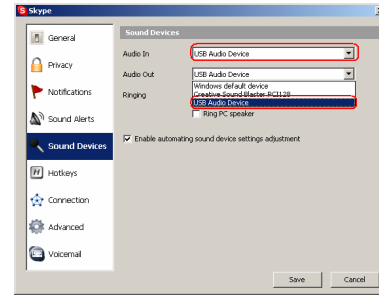 Skype
General
Privacy
Notifications
Sound Alerts
Sound Devices
Hotkeys
Connection
Advanced
Voicemail
Sound Devices
Audio In USB Audio Device
Audio Out USB Audio Device
Windows default device
Creative Sound Blaster PCI128
USB Audio Device
Ringing
Ring PC speaker
Enable automating sound device settings adjustment
Save Cancel